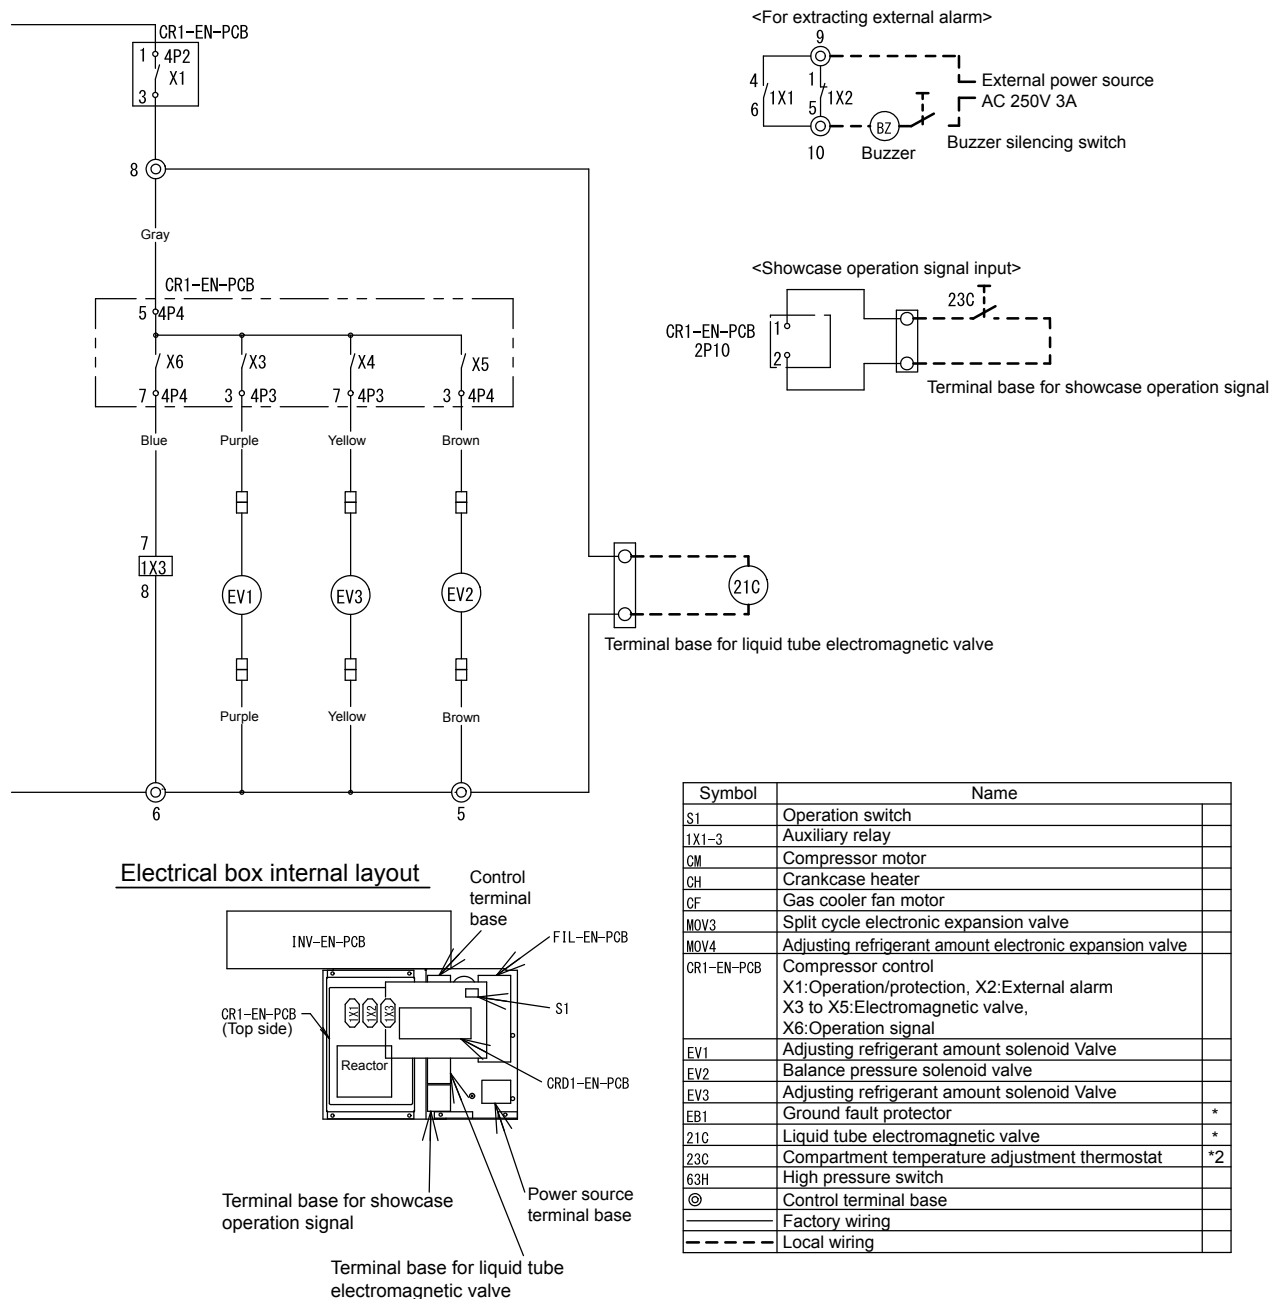 CR1-EN-PCB
1 4P2
X1
3
8
Gray
CR1-EN-PCB
5 4P4
X6 X3 X4 X5
7 4P4 3 4P3 7 4P3 3 4P4
Blue Purple Yellow Brown
7
1X3
8
EV1 EV3 EV2
Purple Yellow Brown
6 5
<For extracting external alarm>
9
4 1
1X1 1X2
6 5
10
BZ
Buzzer
External power source
AC 250V 3A
Buzzer silencing switch
<Showcase operation signal input>
23C
CR1-EN-PCB
2P10
1
2
Terminal base for showcase operation signal
21C
Terminal base for liquid tube electromagnetic valve
Electrical box internal layout
Control
terminal
base
INV-EN-PCB
FIL-EN-PCB
CR1-EN-PCB
(Top side)
1X1 1X2 1X3
S1
Reactor
CRD1-EN-PCB
Terminal base for showcase
operation signal
Power source
terminal base
Terminal base for liquid tube
electromagnetic valve
Symbol Name
S1 Operation switch
1X1-3 Auxiliary relay
CM Compressor motor
CH Crankcase heater
CF Gas cooler fan motor
MOV3 Split cycle electronic expansion valve
MOV4 Adjusting refrigerant amount electronic expansion valve
CR1-EN-PCB Compressor control
X1:Operation/protection, X2:External alarm
X3 to X5:Electromagnetic valve,
X6:Operation signal
EV1 Adjusting refrigerant amount solenoid Valve
EV2 Balance pressure solenoid valve
EV3 Adjusting refrigerant amount solenoid Valve
EB1 Ground fault protector *
21C Liquid tube electromagnetic valve *
23C Compartment temperature adjustment thermostat *2
63H High pressure switch
◎ Control terminal base
Factory wiring
Local wiring